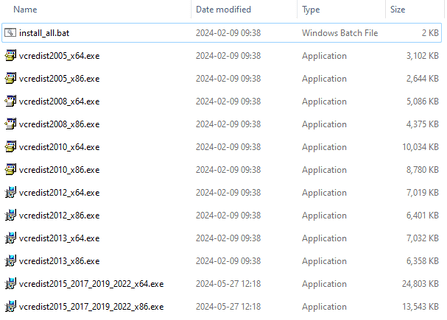 Name Date modified Type Size
install_all.bat 2024-02-09 09:38 Windows Batch File 2 KB
vcredist2005_x64.exe 2024-02-09 09:38 Application 3,102 KB
vcredist2005_x86.exe 2024-02-09 09:38 Application 2,644 KB
vcredist2008_x64.exe 2024-02-09 09:38 Application 5,086 KB
vcredist2008_x86.exe 2024-02-09 09:38 Application 4,375 KB
vcredist2010_x64.exe 2024-02-09 09:38 Application 10,034 KB
vcredist2010_x86.exe 2024-02-09 09:38 Application 8,780 KB
vcredist2012_x64.exe 2024-02-09 09:38 Application 7,019 KB
vcredist2012_x86.exe 2024-02-09 09:38 Application 6,401 KB
vcredist2013_x64.exe 2024-02-09 09:38 Application 7,032 KB
vcredist2013_x86.exe 2024-02-09 09:38 Application 6,358 KB
vcredist2015_2017_2019_2022_x64.exe 2024-05-27 12:18 Application 24,803 KB
vcredist2015_2017_2019_2022_x86.exe 2024-05-27 12:18 Application 13,543 KB